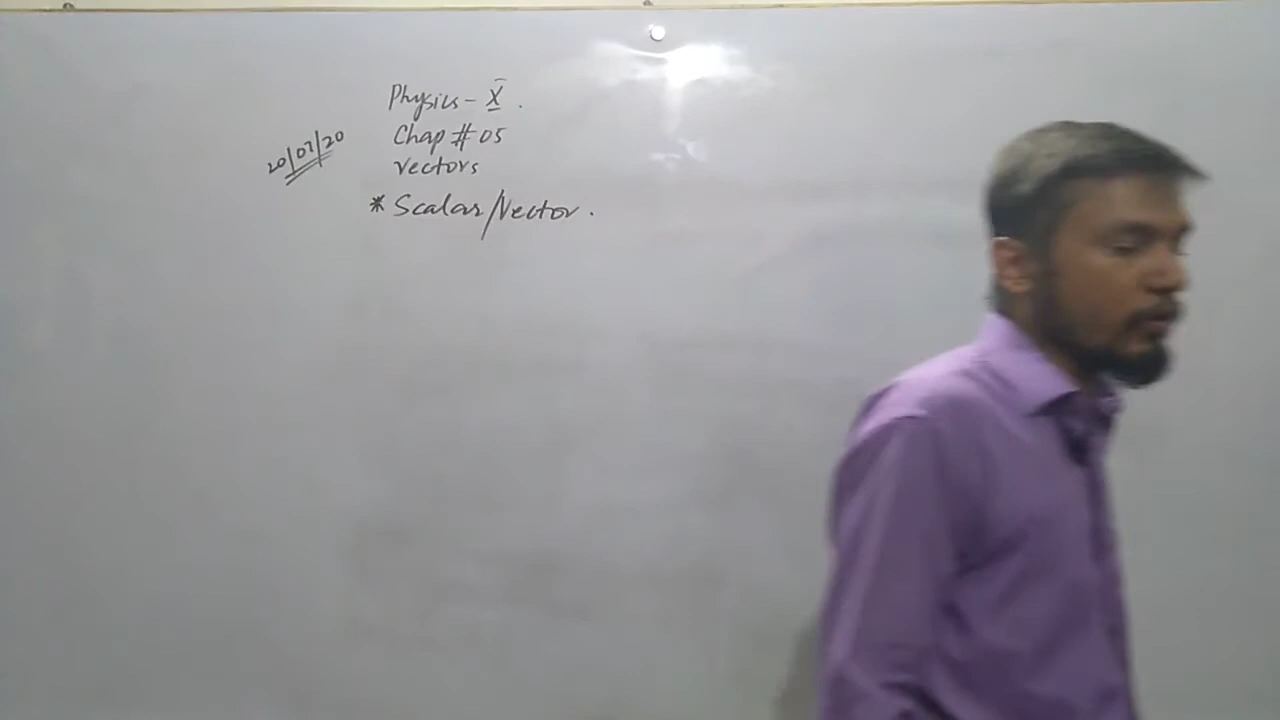 Physics - X .
Chap # 05
20/07/20
Vectors
* Scalar/Vector.